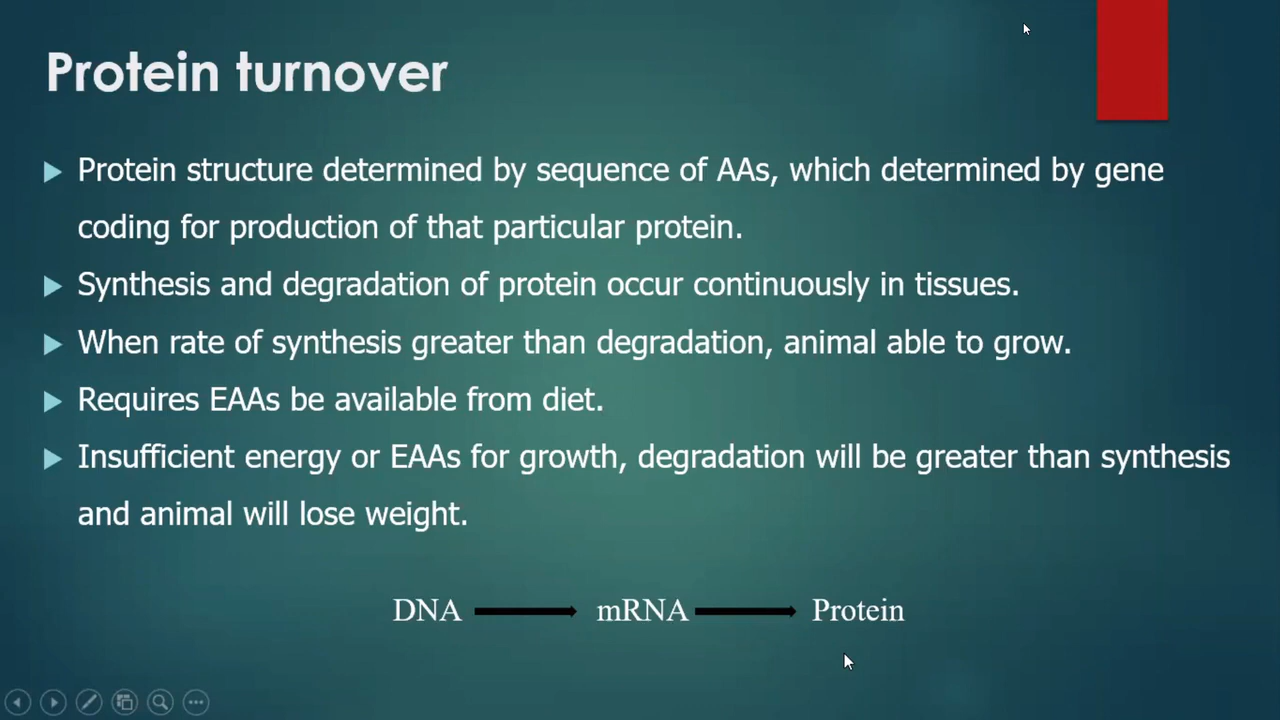 Protein turnover
Protein structure determined by sequence of AAs, which determined by gene
coding for production of that particular protein.
Synthesis and degradation of protein occur continuously in tissues.
When rate of synthesis greater than degradation, animal able to grow.
Requires EAAs be available from diet.
Insufficient energy or EAAs for growth, degradation will be greater than synthesis
and animal will lose weight.
DNA mRNA Protein